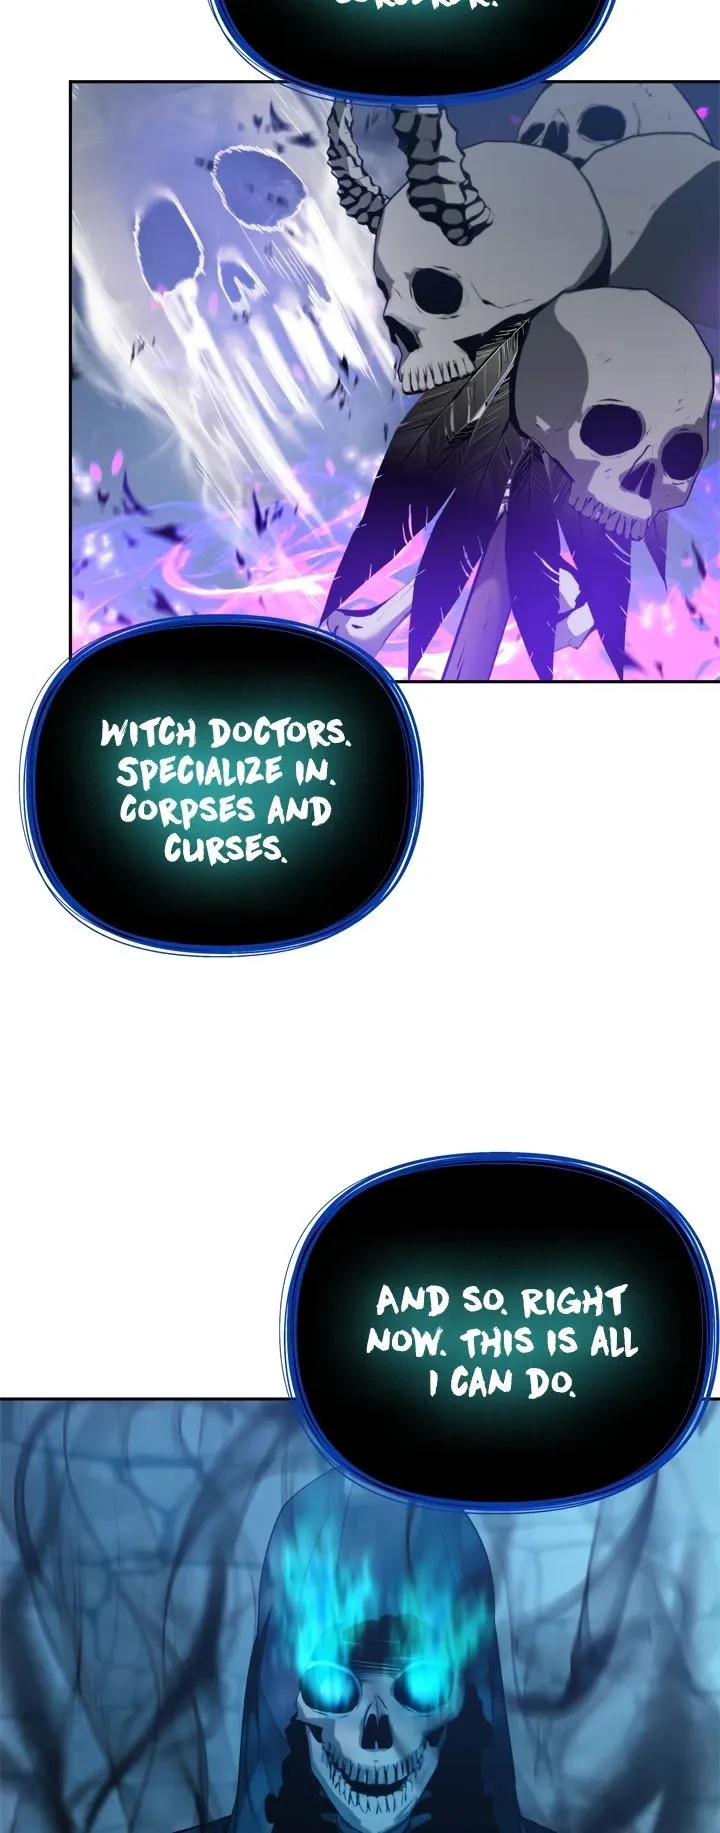 WITCH DOCTORS.
SPECIALIZE IN.
CORPSES AND
CURSES.
AND SO. RIGHT
NOW. THIS IS ALL
I CAN DO.